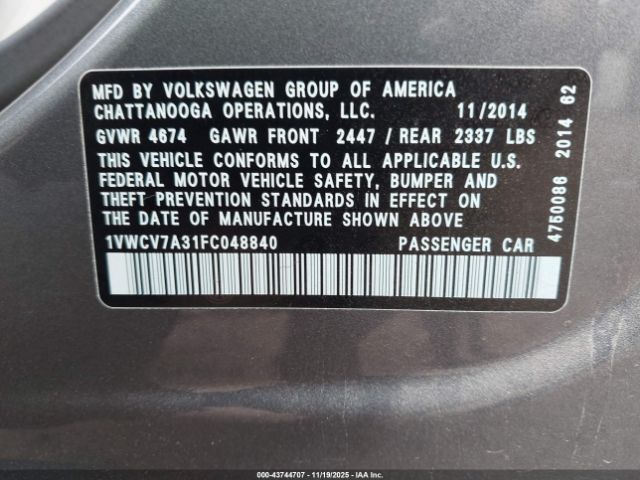 MFD BY VOLKSWAGEN GROUP OF AMERICA
CHATTANOOGA OPERATIONS, LLC. 11/2014
GVWR 4674 GAWR FRONT 2447 / REAR 2337 LBS
THIS VEHICLE CONFORMS TO ALL APPLICABLE U.S.
FEDERAL MOTOR VEHICLE SAFETY, BUMPER AND
THEFT PREVENTION STANDARDS IN EFFECT ON
THE DATE OF MANUFACTURE SHOWN ABOVE
1VWCV7A31FC048840 PASSENGER CAR
4750086 2014 62
000-43744707 - 11/19/2025 - IAA Inc.